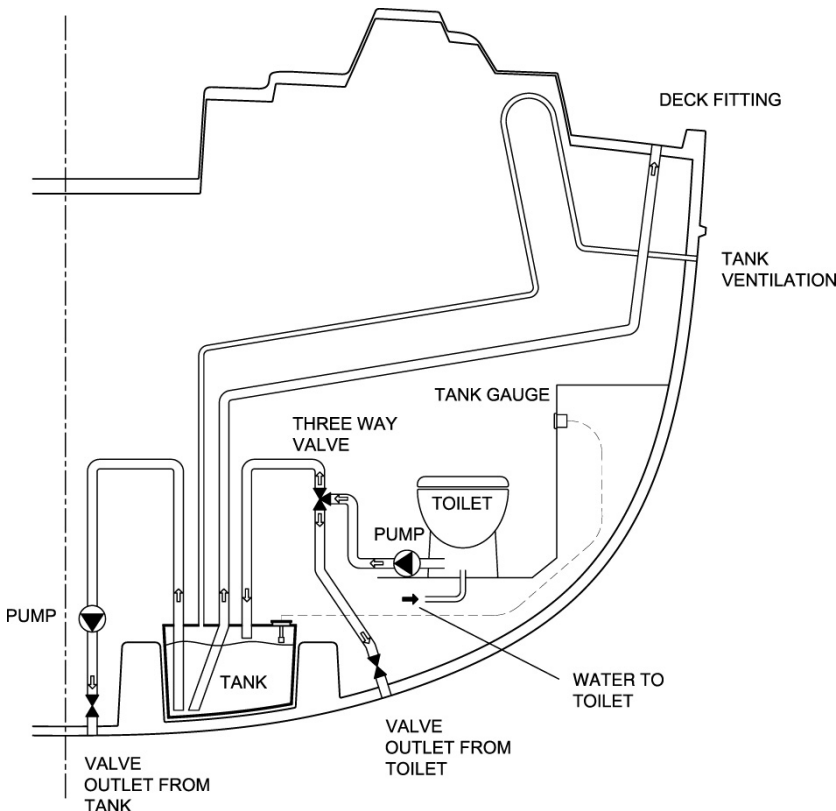 DECK FITTING
TANK
VENTILATION
TANK GAUGE
THREE WAY
VALVE
TOILET
PUMP
PUMP
TANK
WATER TO
TOILET
VALVE
OUTLET FROM
TOILET
VALVE
OUTLET FROM
TANK